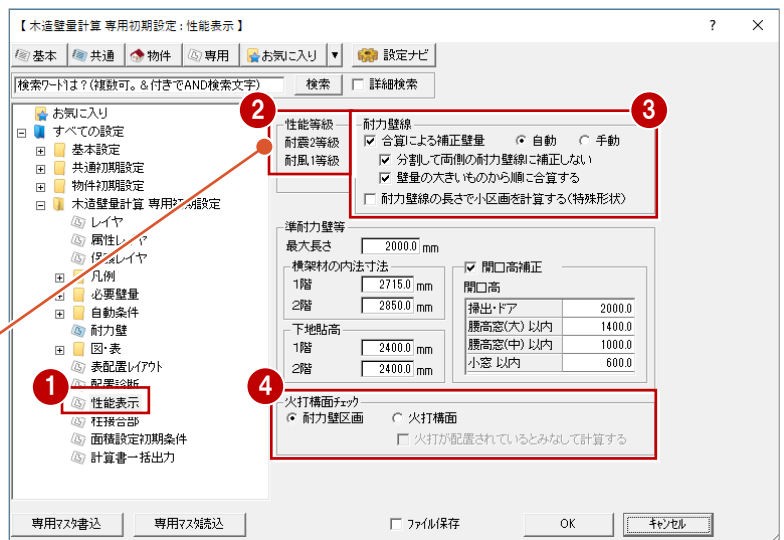 【 木造壁量計算 専用初期設定 : 性能表示 】
? ×
基本 共通 物件 専用 お気に入り ▼ 設定ナビ
検索ワードは?(複数可。&付きでAND検索文字) 検索 詳細検索
お気に入り
すべての設定
基本設定
共通初期設定
物件初期設定
木造壁量計算 専用初期設定
レイヤ
属性レイヤ
保護レイヤ
凡例
必要壁量
自動条件
耐力壁
図・表
表配置レイアウト
配置診断
1
性能表示
柱接合部
面積設定初期条件
計算書一括出力
2
性能等級
耐震2等級
耐風1等級
3
耐力壁線
合算による補正壁量 自動 手動
分割して両側の耐力壁線に補正しない
壁量の大きいものから順に合算する
耐力壁線の長さで小区画を計算する(特殊形状)
準耐力壁等
最大長さ 2000.0 mm
横架材の内法寸法
1階 2715.0 mm
2階 2850.0 mm
下地貼高
1階 2400.0 mm
2階 2400.0 mm
開口高補正
開口高
掃出・ドア 2000.0
腰高窓(大) 以内 1400.0
腰高窓(中) 以内 1000.0
小窓 以内 600.0
4
火打構面チェック
耐力壁区画 火打構面
火打が配置されているとみなして計算する
専用マスタ書込 専用マスタ読込 ファイル保存 OK キャンセル